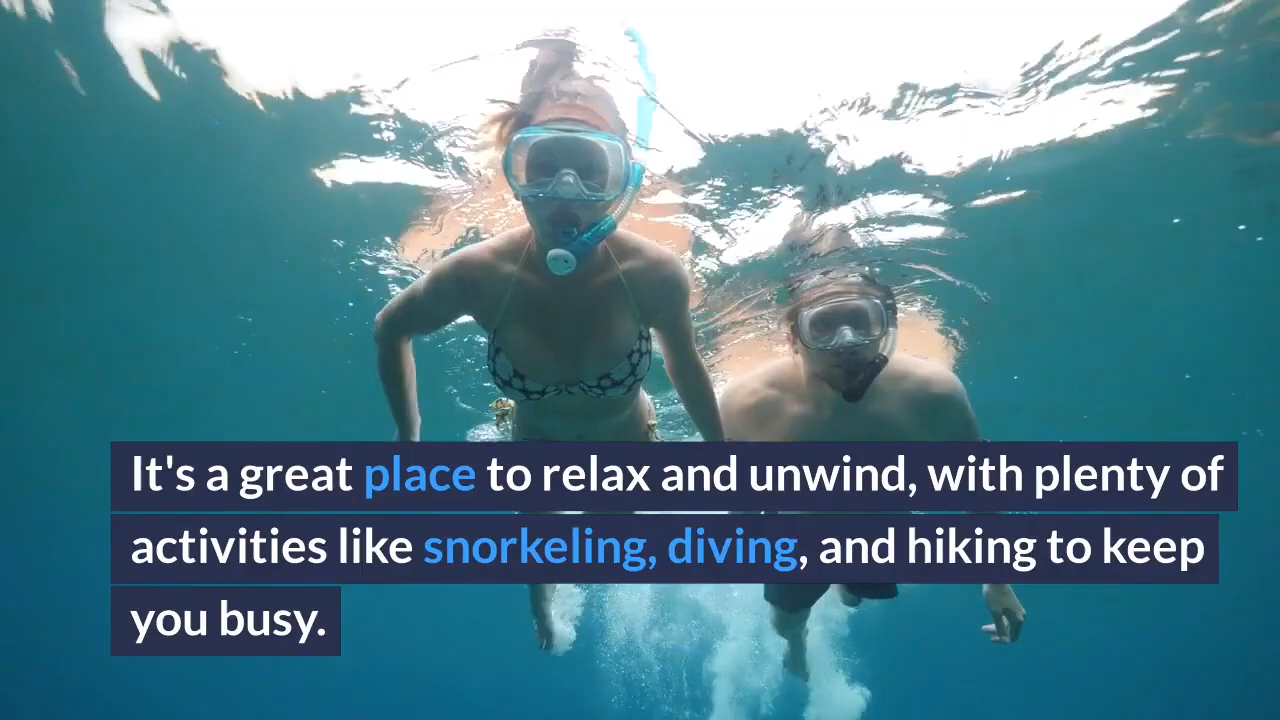 It's a great place to relax and unwind, with plenty of
activities like snorkeling, diving, and hiking to keep
you busy.